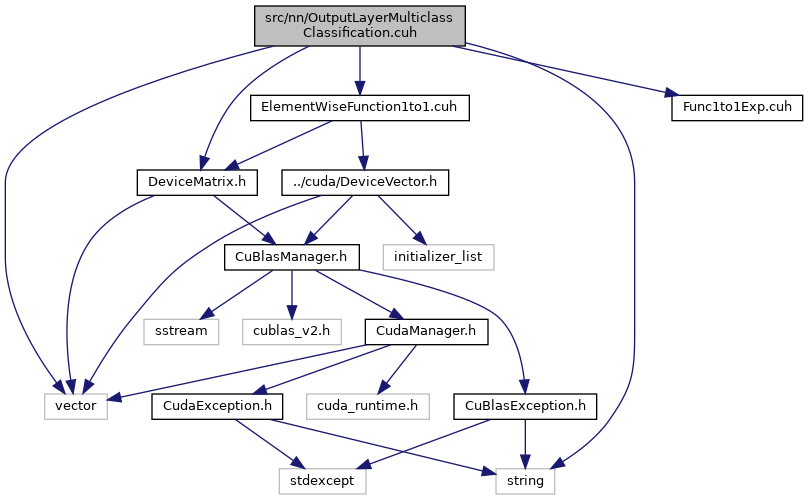 src/nn/OutputLayerMulticlass
Classification.cuh
ElementWiseFunction1to1.cuh
Func1to1Exp.cuh
DeviceMatrix.h
../cuda/DeviceVector.h
CuBlasManager.h
initializer_list
sstream
cublas_v2.h
CudaManager.h
vector
CudaException.h
cuda_runtime.h
CuBlasException.h
stdexcept
string